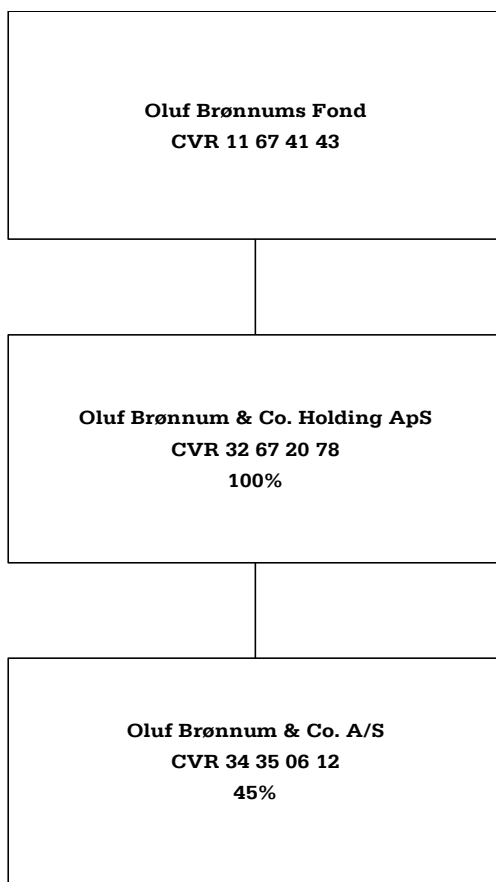 Oluf Brønnums Fond
CVR 11 67 41 43
Oluf Brønnum & Co. Holding ApS
CVR 32 67 20 78
100%
Oluf Brønnum & Co. A/S
CVR 34 35 06 12
45%